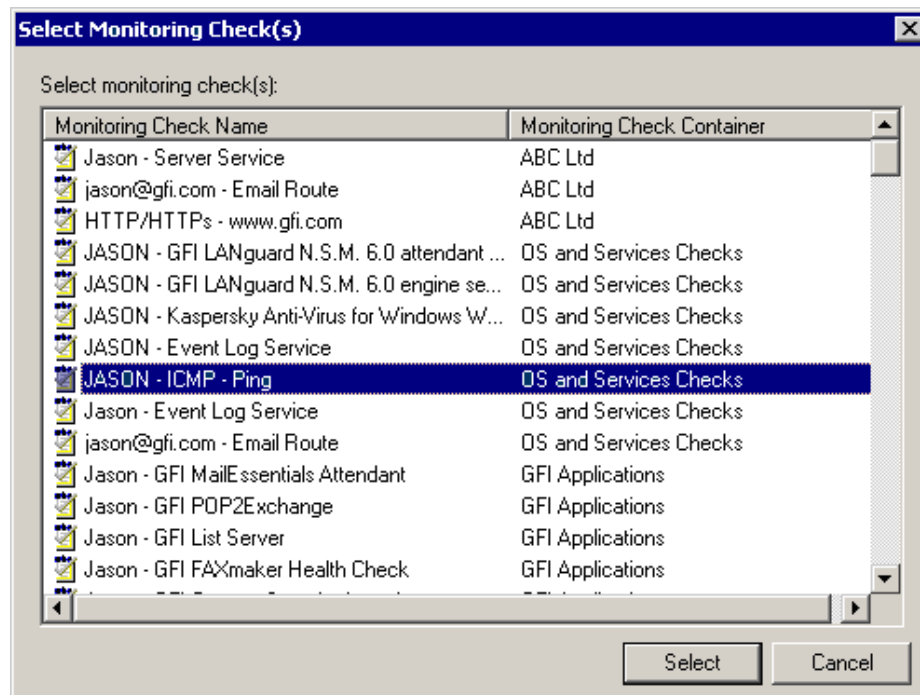 Select Monitoring Check(s)
Select monitoring check(s):
Monitoring Check Name Monitoring Check Container
Jason - Server Service ABC Ltd
jason@gfi.com - Email Route ABC Ltd
HTTP/HTTPs - www.gfi.com ABC Ltd
JASON - GFI LANguard N.S.M. 6.0 attendant ... OS and Services Checks
JASON - GFI LANguard N.S.M. 6.0 engine se... OS and Services Checks
JASON - Kaspersky Anti-Virus for Windows W... OS and Services Checks
JASON - Event Log Service OS and Services Checks
JASON - ICMP - Ping OS and Services Checks
Jason - Event Log Service OS and Services Checks
jason@gfi.com - Email Route OS and Services Checks
Jason - GFI MailEssentials Attendant GFI Applications
Jason - GFI POP2Exchange GFI Applications
Jason - GFI List Server GFI Applications
Jason - GFI FAXmaker Health Check GFI Applications
Select Cancel